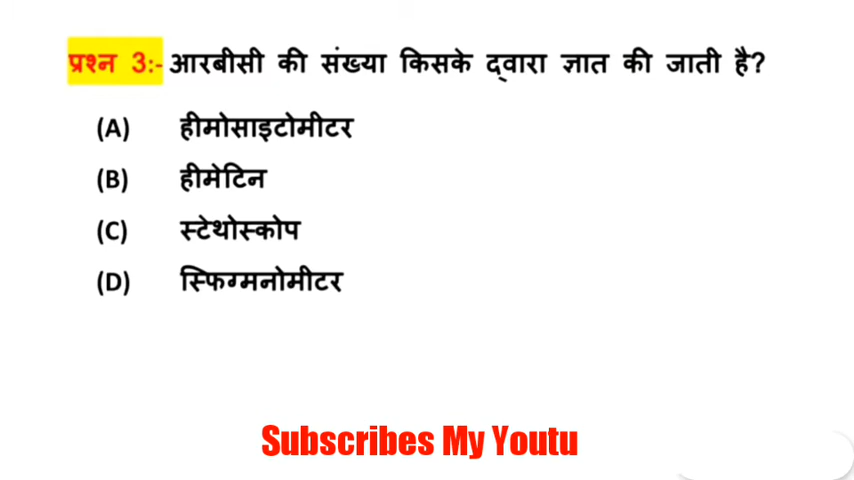 प्रश्न 3:- आरबीसी की संख्या किसके द्वारा ज्ञात की जाती है?
(A) हीमोसाइटोमीटर
(B) हीमेटिन
(C) स्टेथोस्कोप
(D) स्फिग्मनोमीटर
Subscribes My Youtu